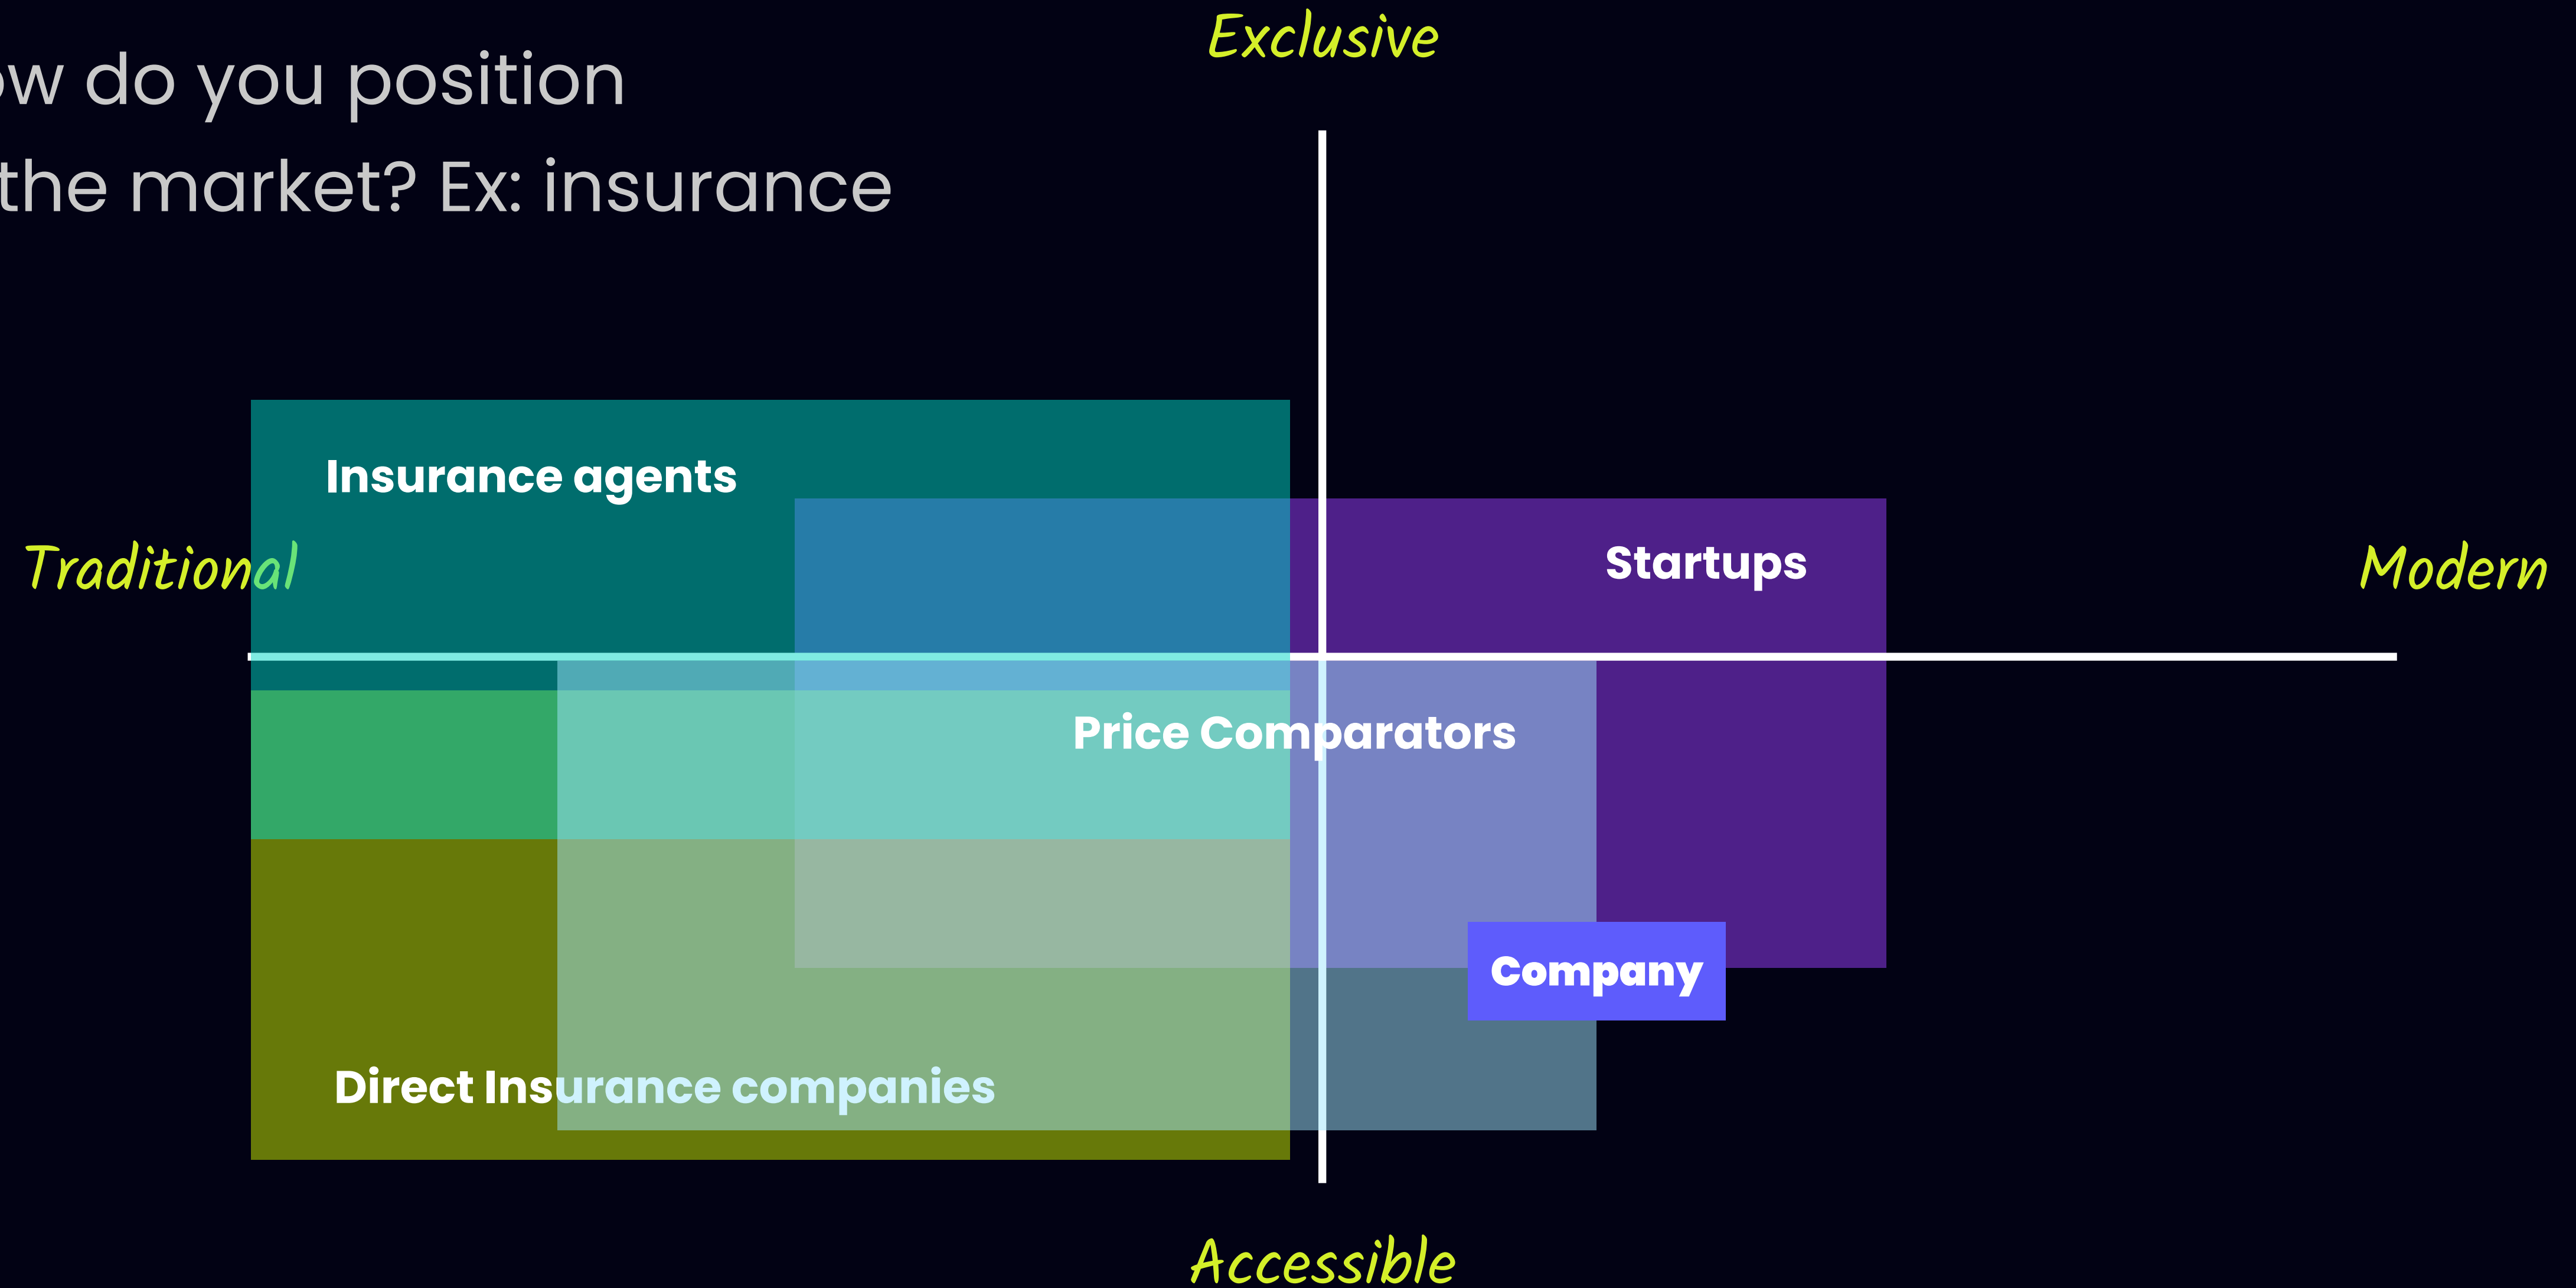 Exclusive
ow do you position
the market? Ex: insurance
Insurance agents
Startups
Traditional
Modern
Price Comparators
Company
Direct Insurance companies
Accessible